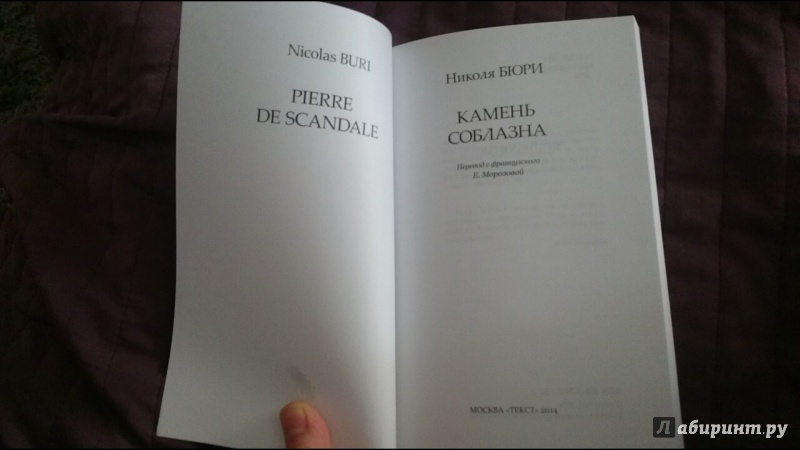 Nicolas BURI
PIERRE
DE SCANDALE
Николя БЮРИ
КАМЕНЬ
СОБЛАЗНА
Перевод с французского
Е. Морозовой
МОСКВА «ТЕКСТ» 2014
Лабиринт.ру